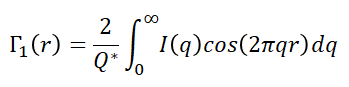 Γ₁(r) = 2/Q* ∫₀^∞ I(q)cos(2πqr)dq